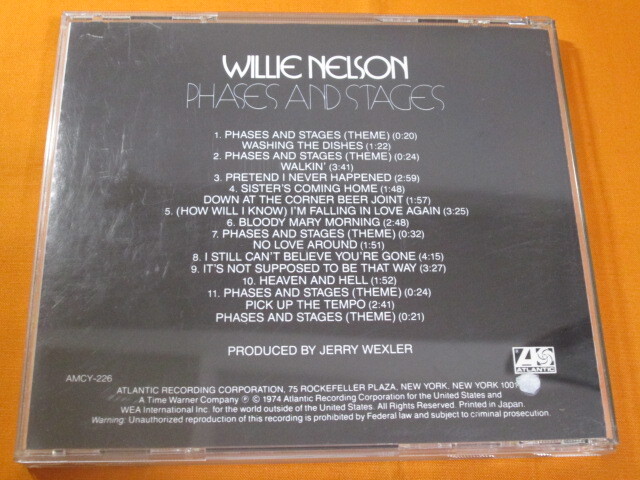 WILLIE NELSON
PHASES AND STAGES
1. PHASES AND STAGES (THEME) (0:20)
WASHING THE DISHES (1:22)
2. PHASES AND STAGES (THEME) (0:24)
WALKIN' (3:41)
3. PRETEND I NEVER HAPPENED (2:59)
4. SISTER'S COMING HOME (1:48)
DOWN AT THE CORNER BEER JOINT (1:57)
5. (HOW WILL I KNOW) I'M FALLING IN LOVE AGAIN (3:25)
6. BLOODY MARY MORNING (2:48)
7. PHASES AND STAGES (THEME) (0:32)
NO LOVE AROUND (1:51)
8. I STILL CAN'T BELIEVE YOU'RE GONE (4:15)
9. IT'S NOT SUPPOSED TO BE THAT WAY (3:27)
10. HEAVEN AND HELL (1:52)
11. PHASES AND STAGES (THEME) (0:24)
PICK UP THE TEMPO (2:41)
PHASES AND STAGES (THEME) (0:21)
PRODUCED BY JERRY WEXLER
ATLANTIC
AMCY-226
ATLANTIC RECORDING CORPORATION, 75 ROCKEFELLER PLAZA, NEW YORK, NEW YORK
A Time Warner Company ℗ © 1974 Atlantic Recording Corporation for the United States and
WEA International Inc. for the world outside of the United States. All Rights Reserved. Printed in Japan.
Warning: Unauthorized reproduction of this recording is prohibited by Federal law and subject to criminal prosecution.